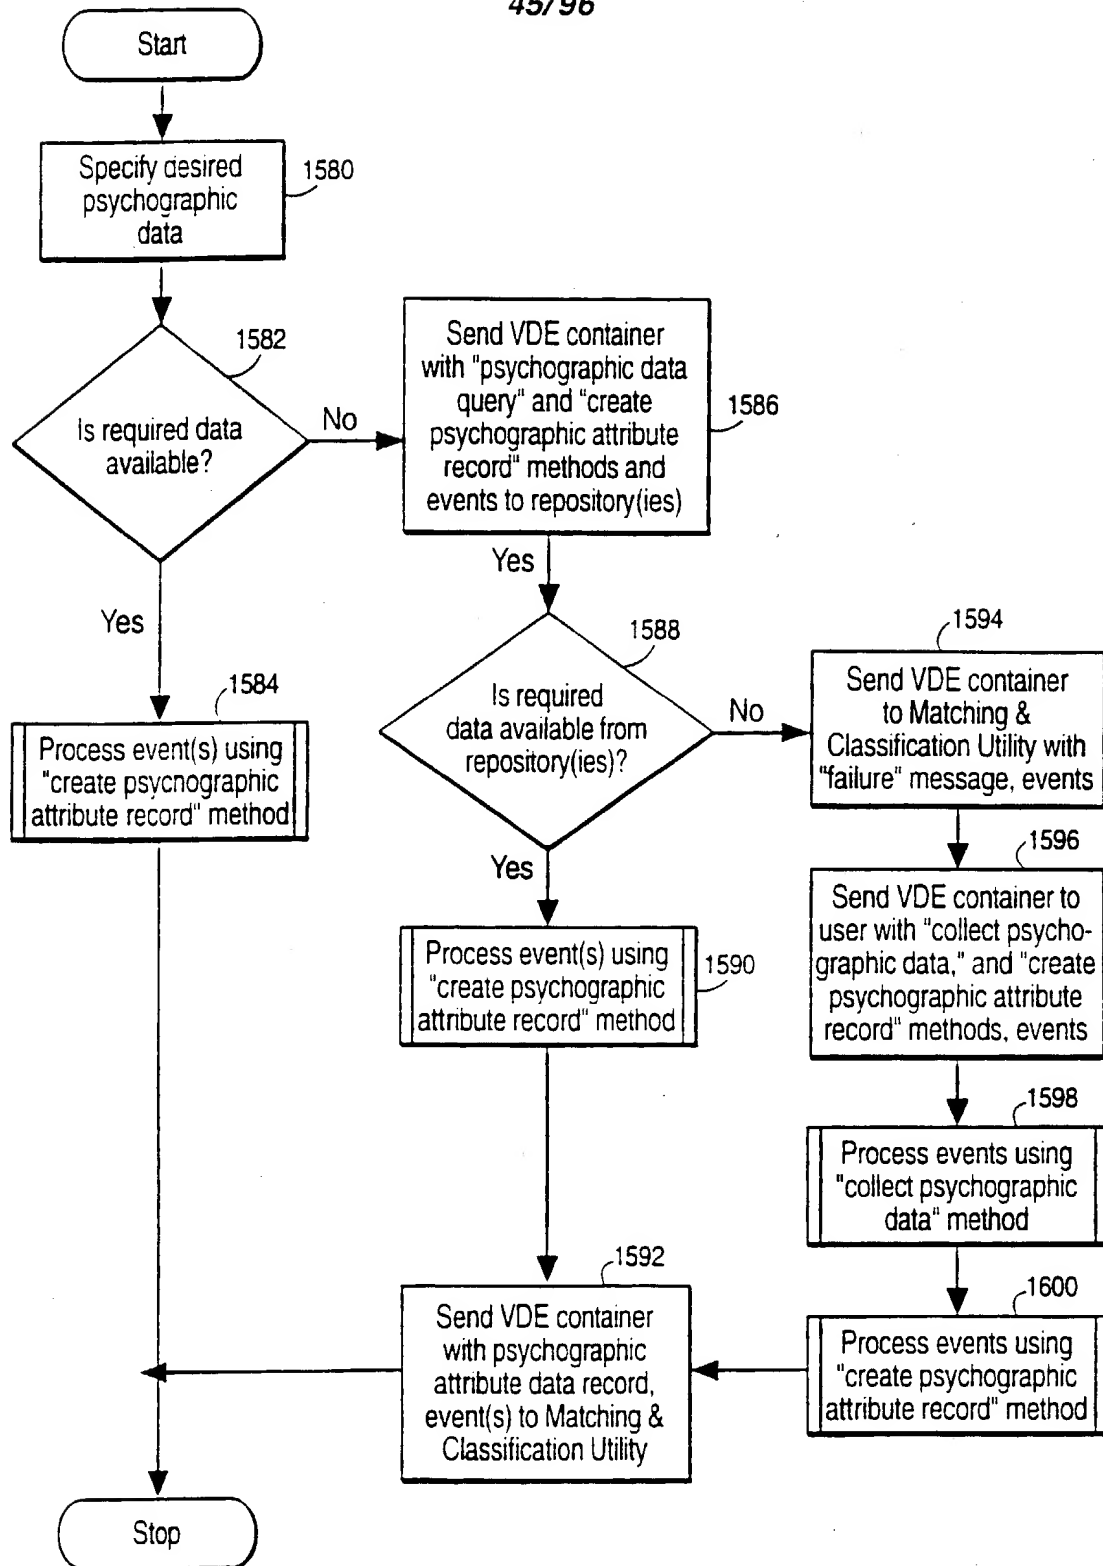 45/96
Start
Specify desired
psychographic
data
1580
1582
Is required data
available?
No
Yes
Send VDE container
with "psychographic data
query" and "create
psychographic attribute
record" methods and
events to repository(ies)
1586
Yes
1584
Process event(s) using
"create psycnographic
attribute record" method
1588
Is required
data available from
repository(ies)?
No
Yes
1594
Send VDE container
to Matching &
Classification Utility with
"failure" message, events
1596
Send VDE container to
user with "collect psycho-
graphic data," and "create
psychographic attribute
record" methods, events
Process event(s) using
"create psychographic
attribute record" method
1590
1598
Process events using
"collect psychographic
data" method
1592
Send VDE container
with psychographic
attribute data record,
event(s) to Matching &
Classification Utility
1600
Process events using
"create psychographic
attribute record" method
Stop